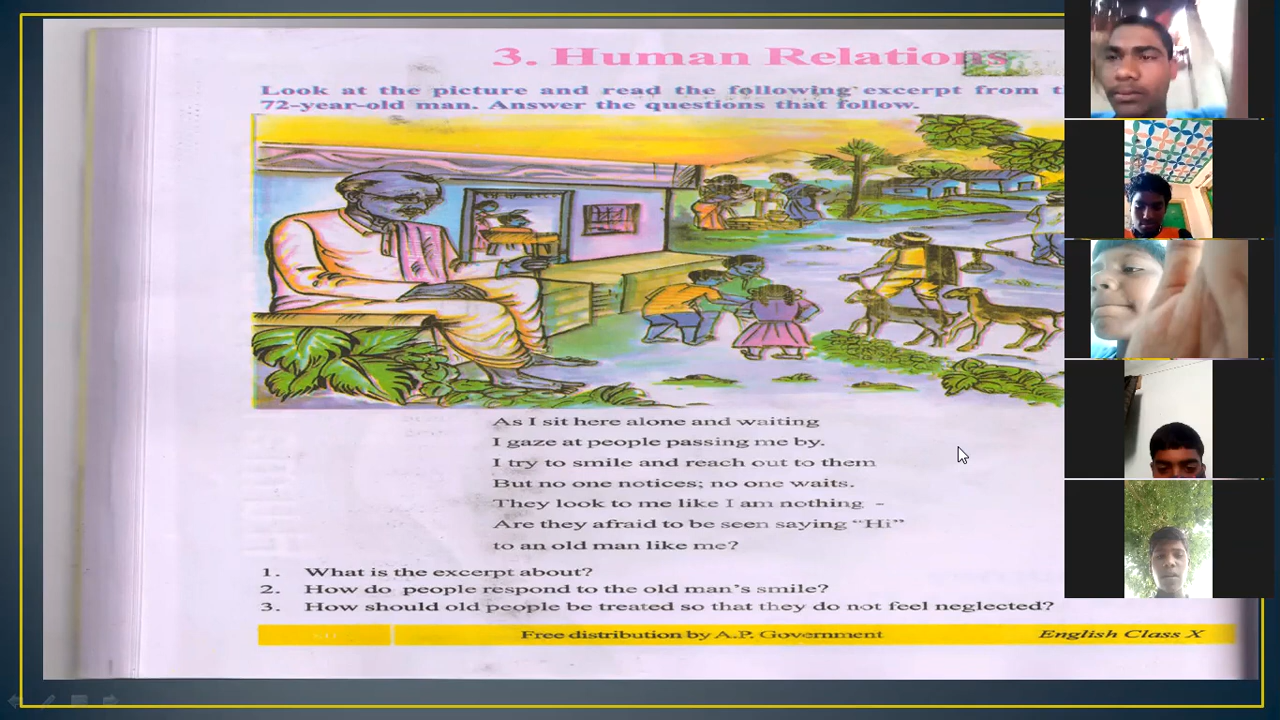 3. Human Relations
Look at the picture and read the following excerpt from
72-year-old man. Answer the questions that follow.
As I sit here alone and waiting
I gaze at people passing me by.
I try to smile and reach out to them
But no one notices; no one waits.
They look to me like I am nothing -
Are they afraid to be seen saying “Hi”
to an old man like me?
1. What is the excerpt about?
2. How do people respond to the old man's smile?
3. How should old people be treated so that they do not feel neglected?
Free distribution by A.P. Government English Class X